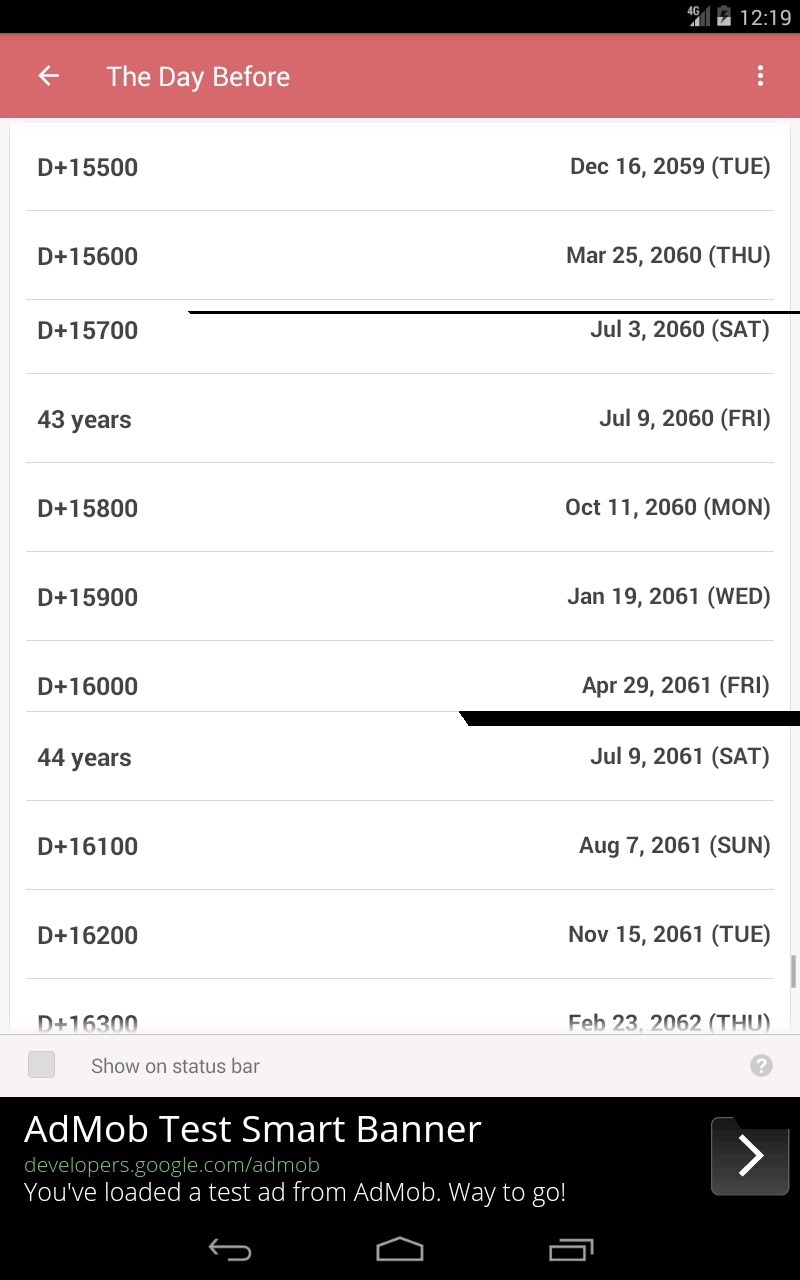 4G 12:19
The Day Before
D+15500 Dec 16, 2059 (TUE)
D+15600 Mar 25, 2060 (THU)
D+15700 Jul 3, 2060 (SAT)
43 years Jul 9, 2060 (FRI)
D+15800 Oct 11, 2060 (MON)
D+15900 Jan 19, 2061 (WED)
D+16000 Apr 29, 2061 (FRI)
44 years Jul 9, 2061 (SAT)
D+16100 Aug 7, 2061 (SUN)
D+16200 Nov 15, 2061 (TUE)
D+16300 Feb 23, 2062 (THU)
Show on status bar ?
AdMob Test Smart Banner
developers.google.com/admob
You've loaded a test ad from AdMob. Way to go!